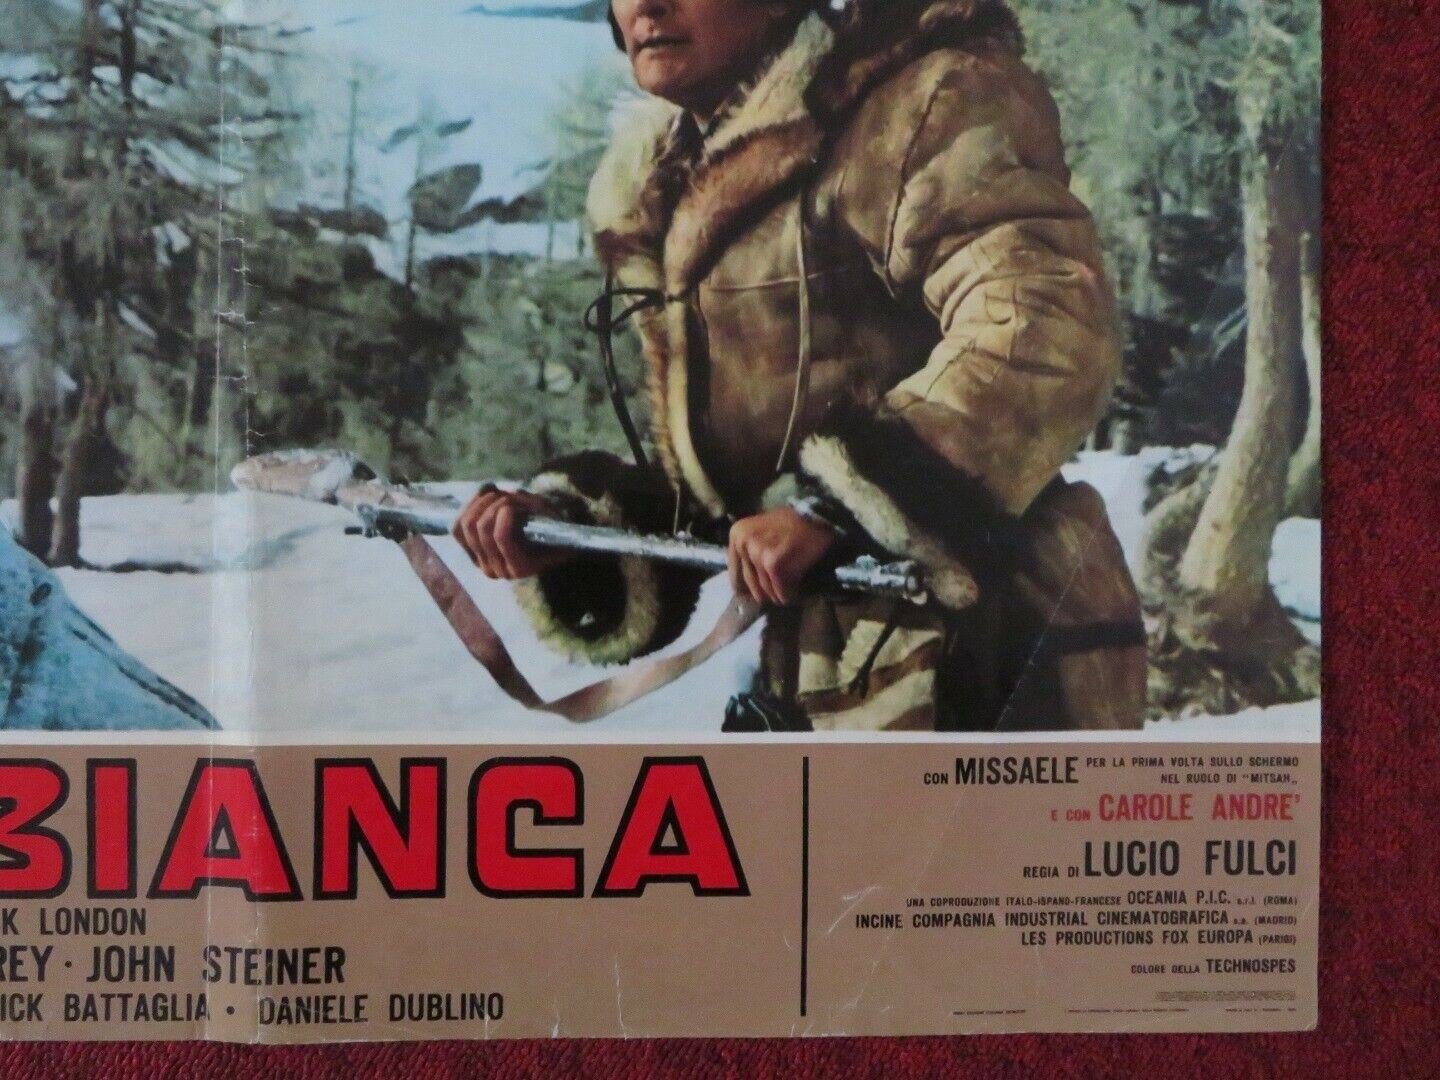 BIANCA
K LONDON
REY · JOHN STEINER
ICK BATTAGLIA · DANIELE DUBLINO
CON MISSAELE PER LA PRIMA VOLTA SULLO SCHERMO
NEL RUOLO DI "MITSAH„
E CON CAROLE ANDRE'
REGIA DI LUCIO FULCI
UNA COPRODUZIONE ITALO-ISPANO-FRANCESE OCEANIA P.I.C. s.r.l. (ROMA)
INCINE COMPAGNIA INDUSTRIAL CINEMATOGRAFICA s.a. (MADRID)
LES PRODUCTIONS FOX EUROPA (PARIGI)
COLORE DELLA TECHNOSPES